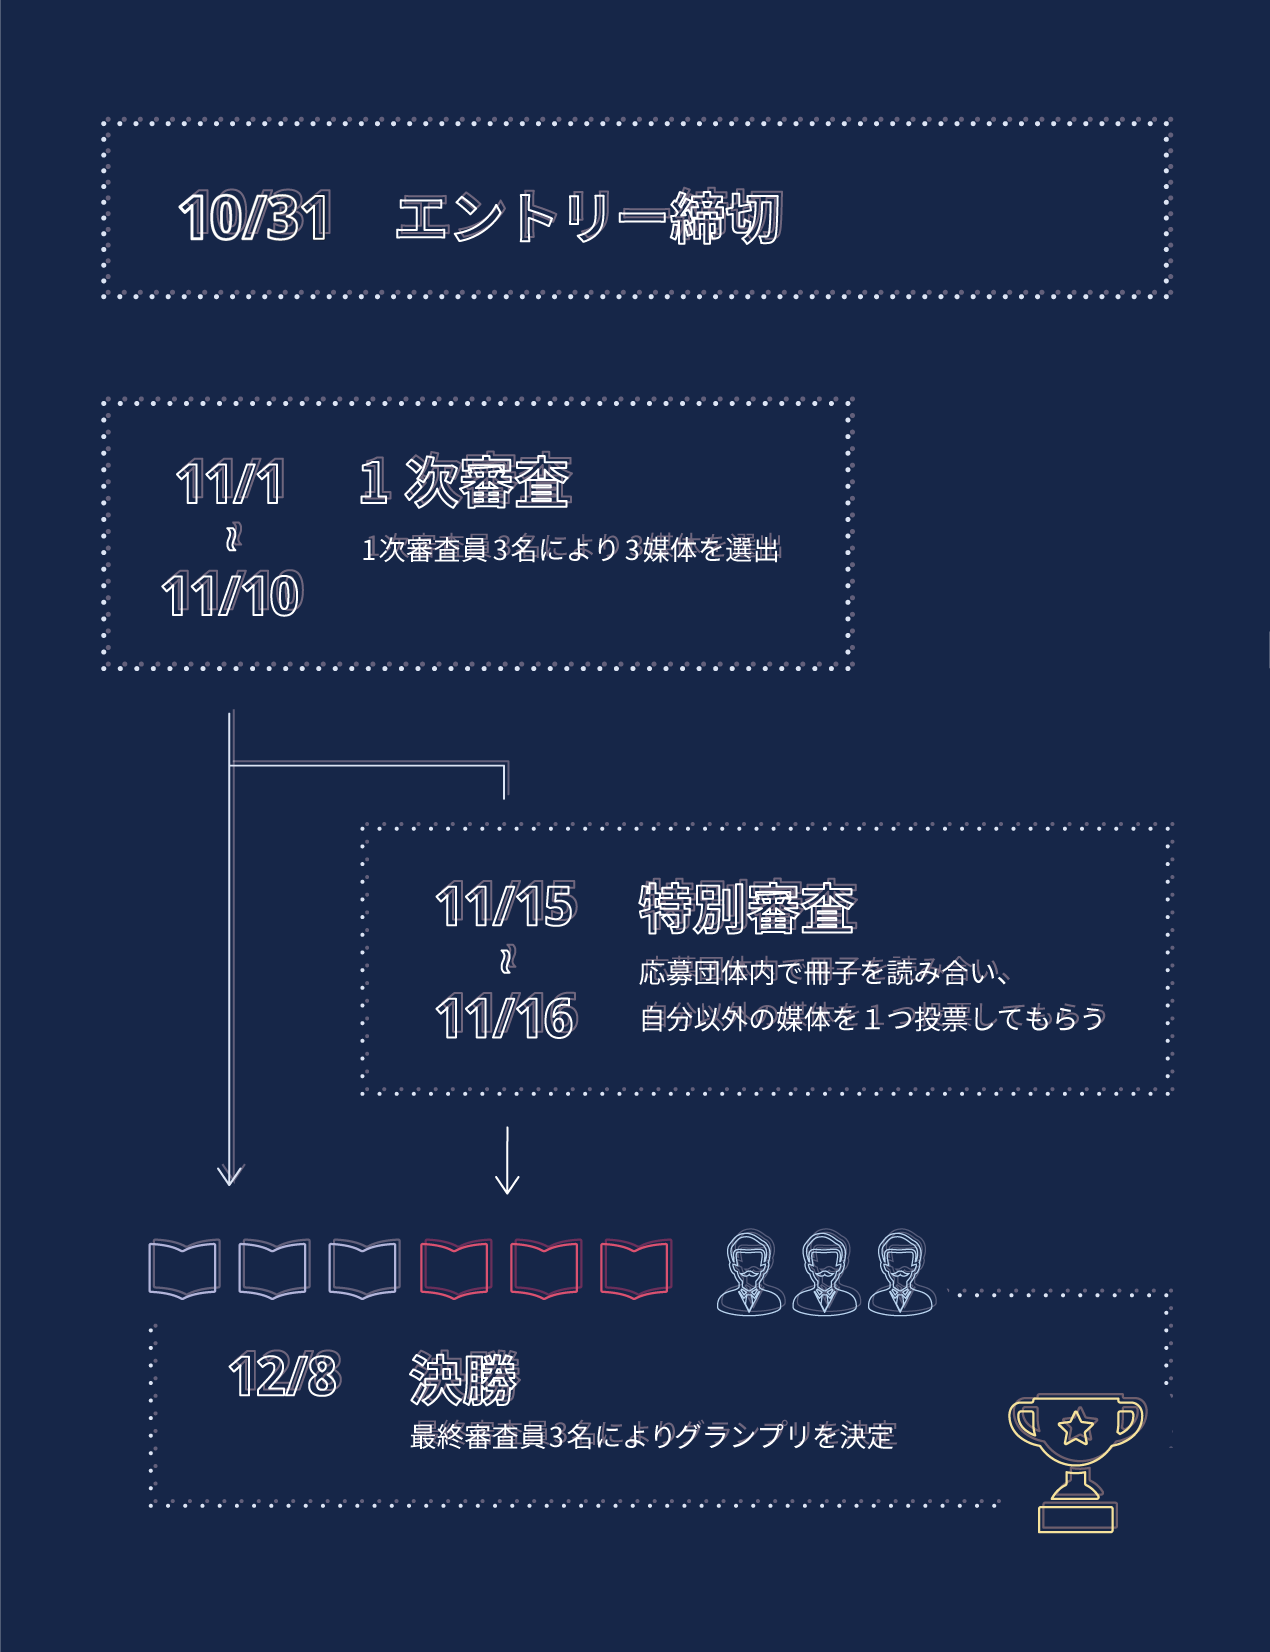 10/31 エントリー締切
11/1
~
11/10
1 次審査
1次審査員3名により3媒体を選出
11/15
~
11/16
特別審査
応募団体内で冊子を読み合い、
自分以外の媒体を1つ投票してもらう
12/8 決勝
最終審査員3名によりグランプリを決定